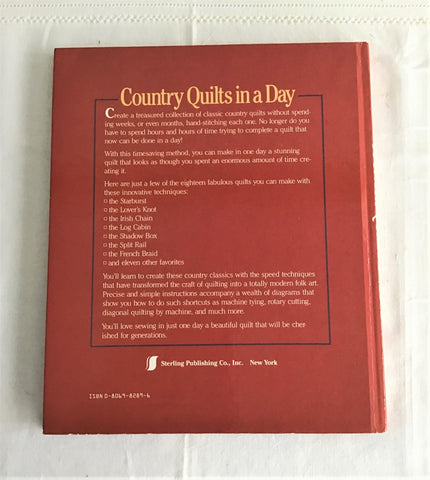 Country Quilts in a Day
Create a treasured collection of classic country quilts without spend-
ing weeks, or even months, hand-stitching each one. No longer do you
have to spend hours and hours of time trying to complete a quilt that
now can be done in a day!
With this timesaving method, you can make in one day a stunning
quilt that looks as though you spent an enormous amount of time cre-
ating it.
Here are just a few of the eighteen fabulous quilts you can make with
these innovative techniques:
□ the Starburst
□ the Lover's Knot
□ the Irish Chain
□ the Log Cabin
□ the Shadow Box
□ the Split Rail
□ the French Braid
□ and eleven other favorites
You'll learn to create these country classics with the speed techniques
that have transformed the craft of quilting into a totally modern folk art.
Precise and simple instructions accompany a wealth of diagrams that
show you how to do such shortcuts as machine tying, rotary cutting,
diagonal quilting by machine, and much more.
You'll love sewing in just one day a beautiful quilt that will be cher
ished for generations.
Sterling Publishing Co., Inc. New York
ISBN 0-8069-8289-6